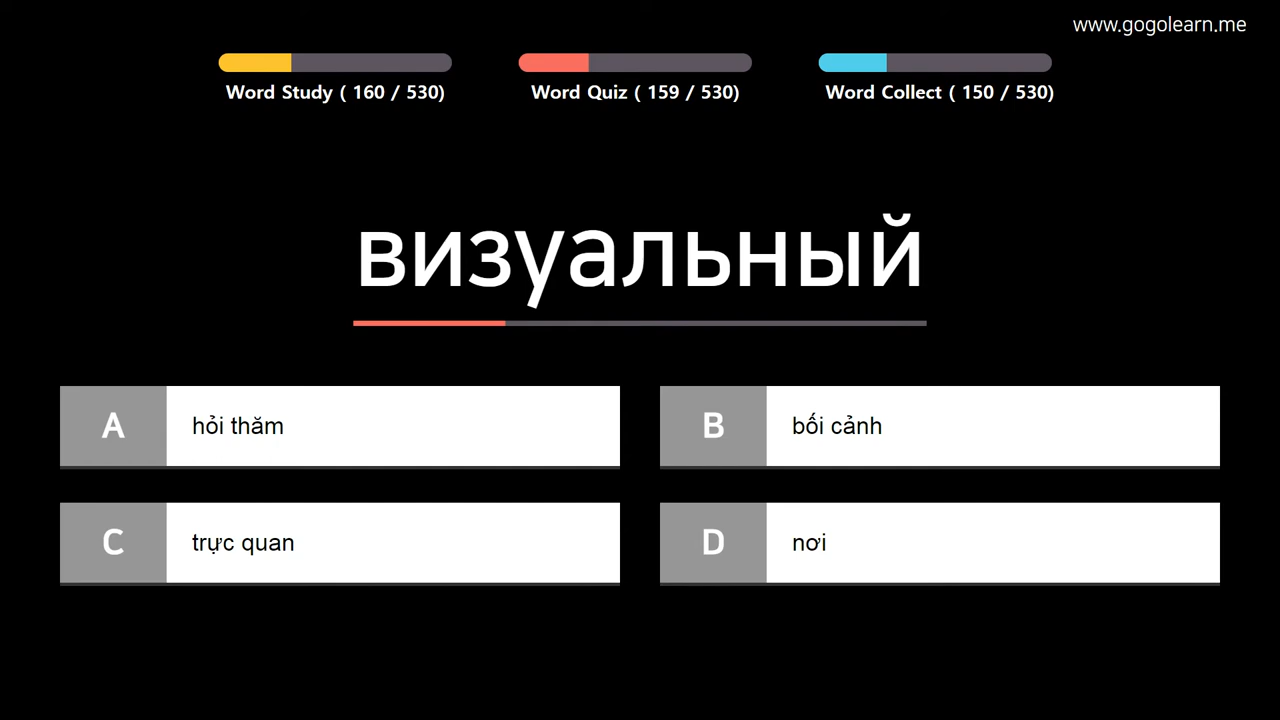 www.gogolearn.me
Word Study ( 160 / 530)
Word Quiz ( 159 / 530)
Word Collect ( 150 / 530)
визуальный
A hỏi thăm
B bối cảnh
C trực quan
D nơi